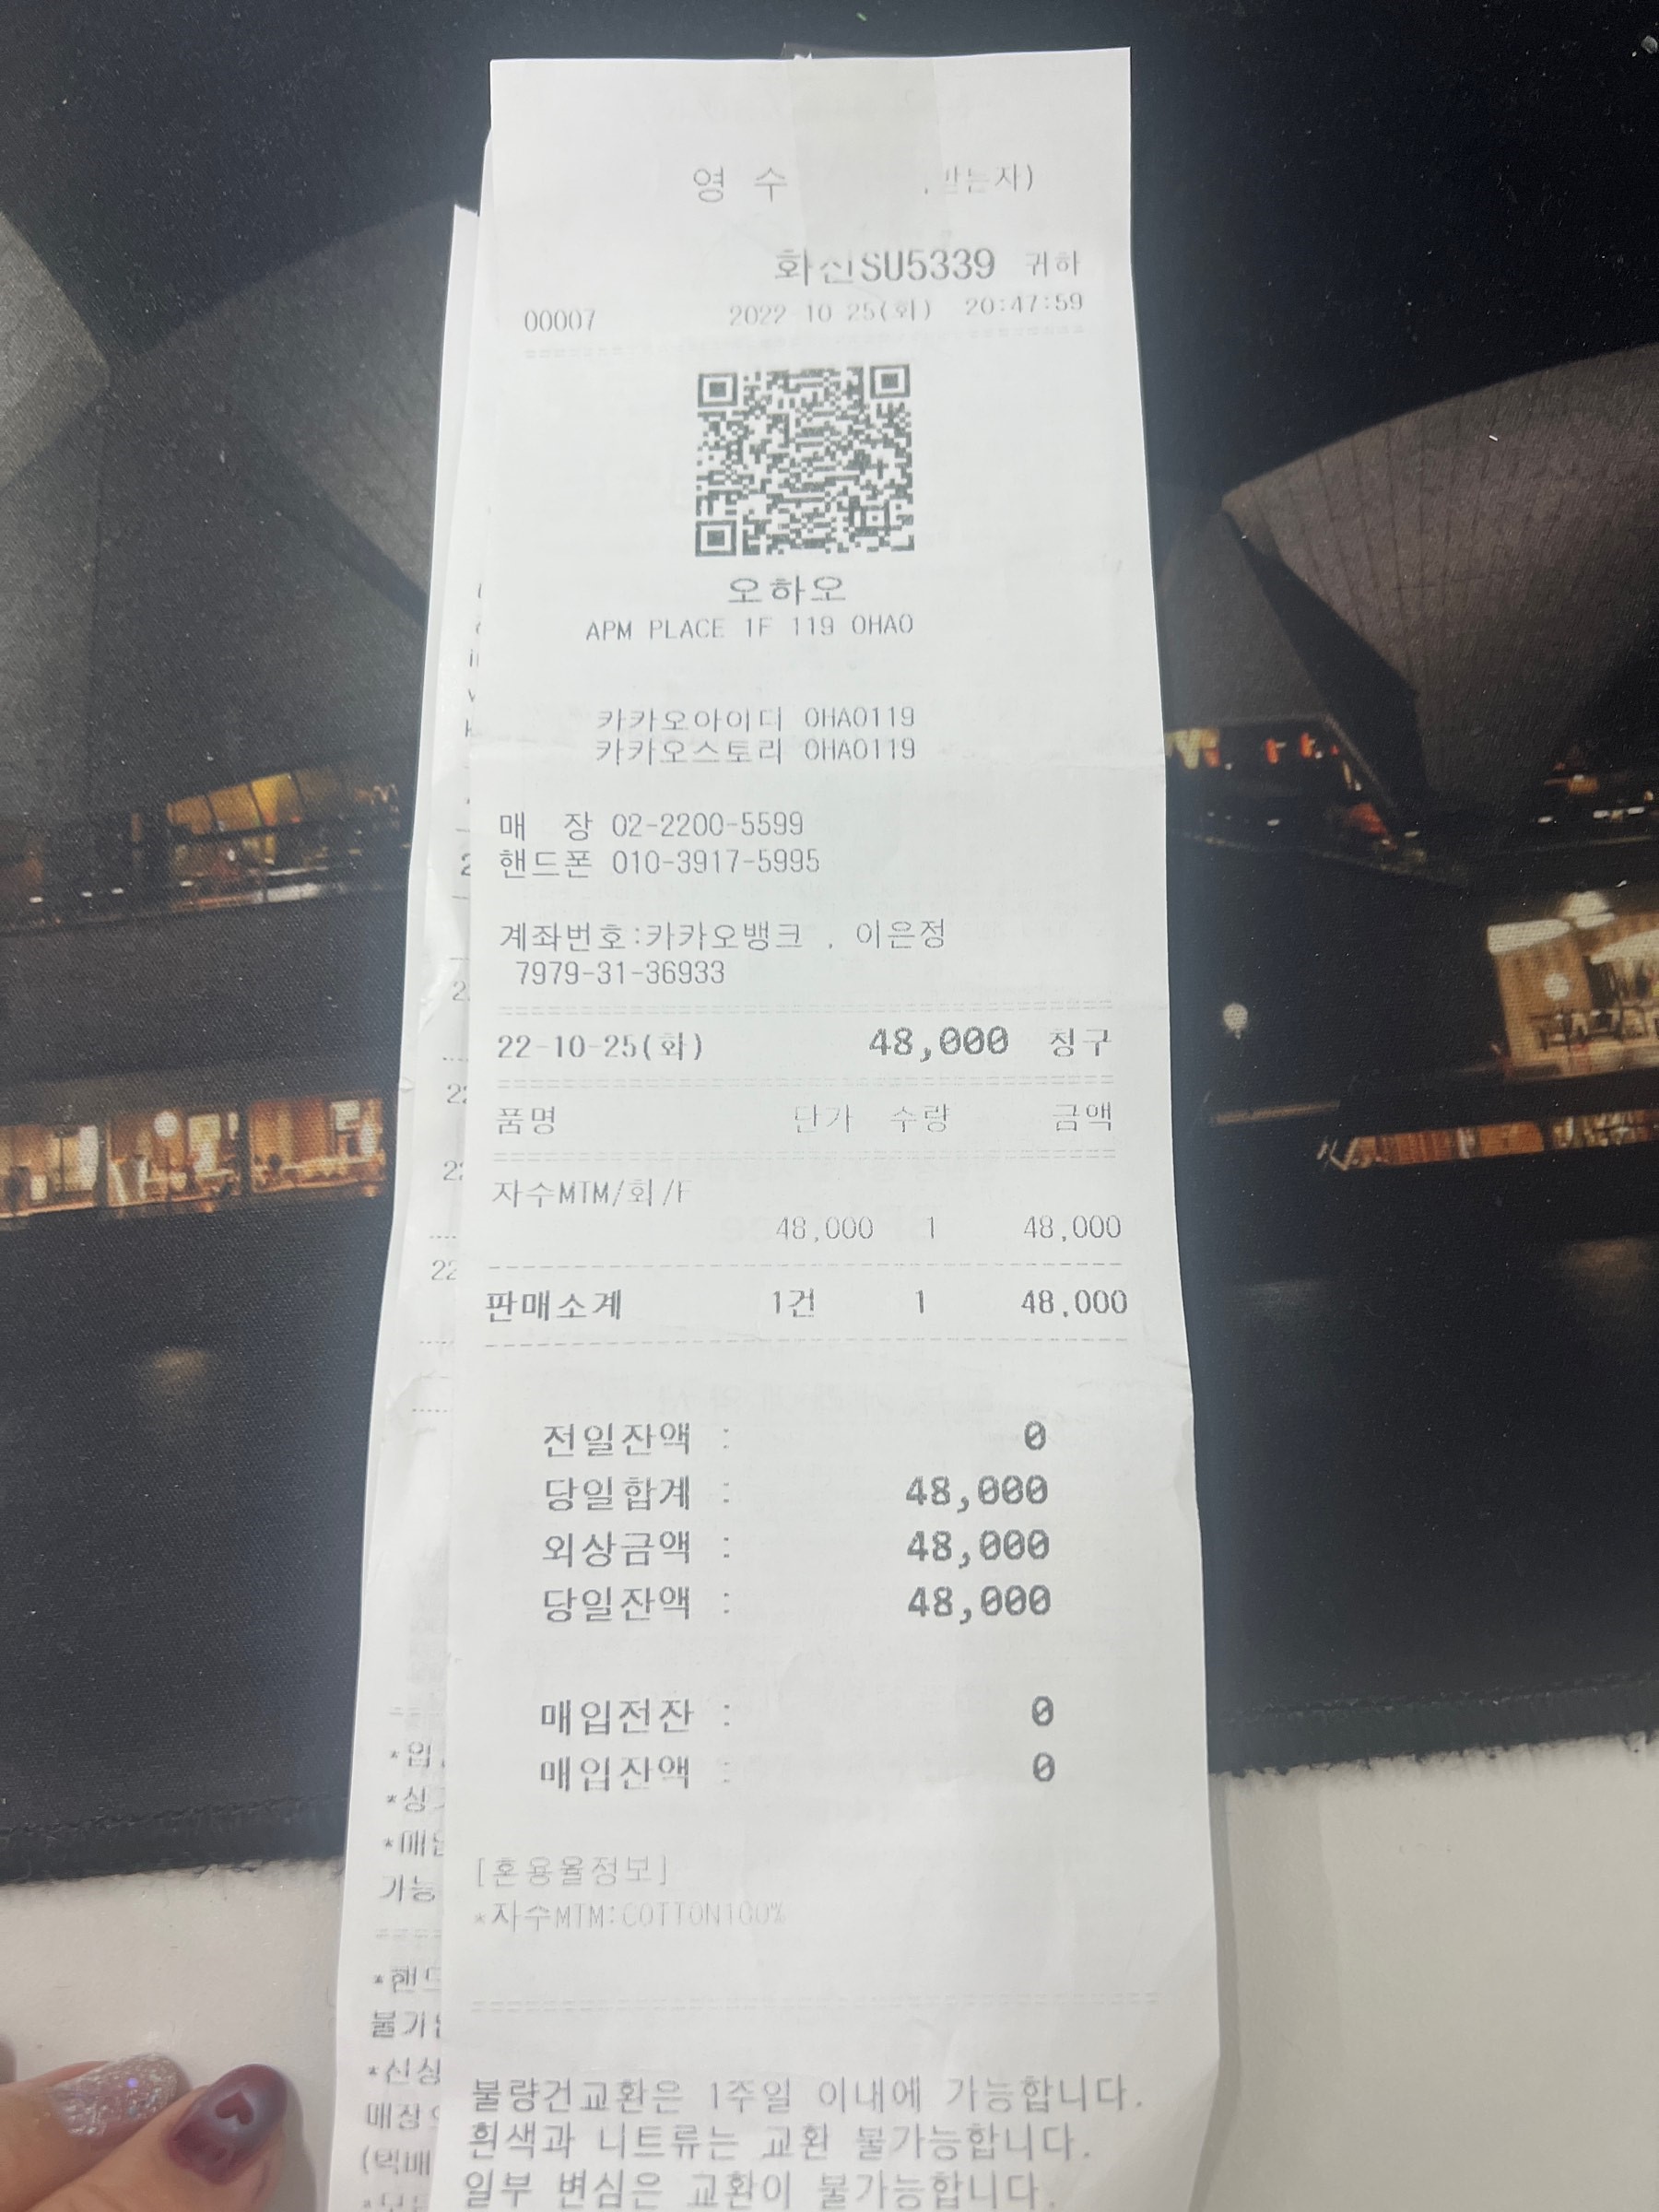 영 수 받는자)
화신SU5339 귀하
00007 2022-10-25(화) 20:47:59
오하오
APM PLACE 1F 119 OHAO
카카오아이디 OHAO119
카카오스토리 OHAO119
매 장 02-2200-5599
핸드폰 010-3917-5995
계좌번호:카카오뱅크 . 이은정
7979-31-36933
22-10-25(화) 48,000 청구
품명 단가 수량 금액
자수MTM/회/F
48,000 1 48,000
판매소계 1건 1 48,000
전일잔액 : 0
당일합계 : 48,000
외상금액 : 48,000
당일잔액 : 48,000
매입전잔 : 0
매입잔액 : 0
[혼용율정보]
*자수MTM:COTTON100%
불량건교환은 1주일 이내에 가능합니다.
흰색과 니트류는 교환 불가능합니다.
일부 변심은 교환이 불가능합니다.
가능